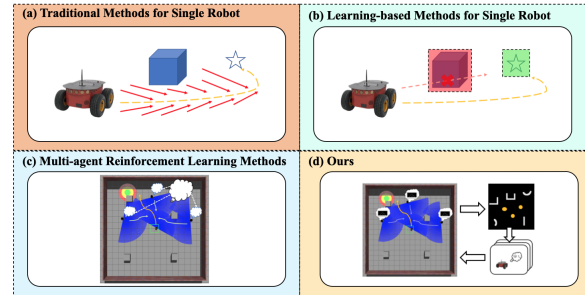 (a) Traditional Methods for Single Robot
(b) Learning-based Methods for Single Robot
(c) Multi-agent Reinforcement Learning Methods
(d) Ours